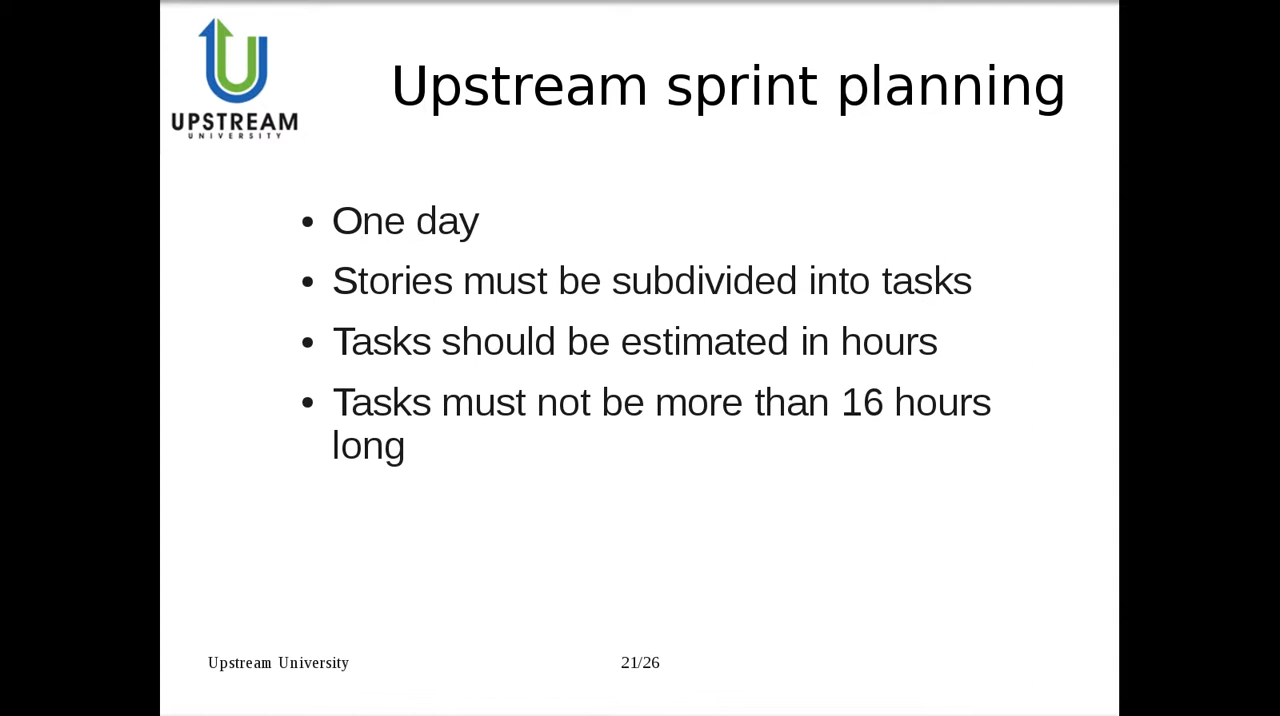 UPSTREAM
UNIVERSITY
Upstream sprint planning
• One day
• Stories must be subdivided into tasks
• Tasks should be estimated in hours
• Tasks must not be more than 16 hours
long
Upstream University
21/26